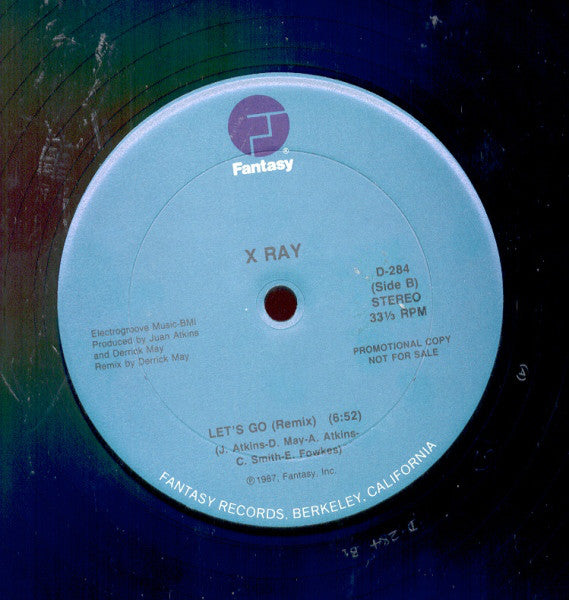 Fantasy®
X RAY
D-284
(Side B)
STEREO
33⅓ RPM
Electrogroove Music-BMI
Produced by Juan Atkins
and Derrick May
Remix by Derrick May
PROMOTIONAL COPY
NOT FOR SALE
LET'S GO (Remix) (6:52)
(J. Atkins-D. May-A. Atkins-
C. Smith-E. Fowkes)
℗1987, Fantasy, Inc.
FANTASY RECORDS, BERKELEY, CALIFORNIA
D-284 B1